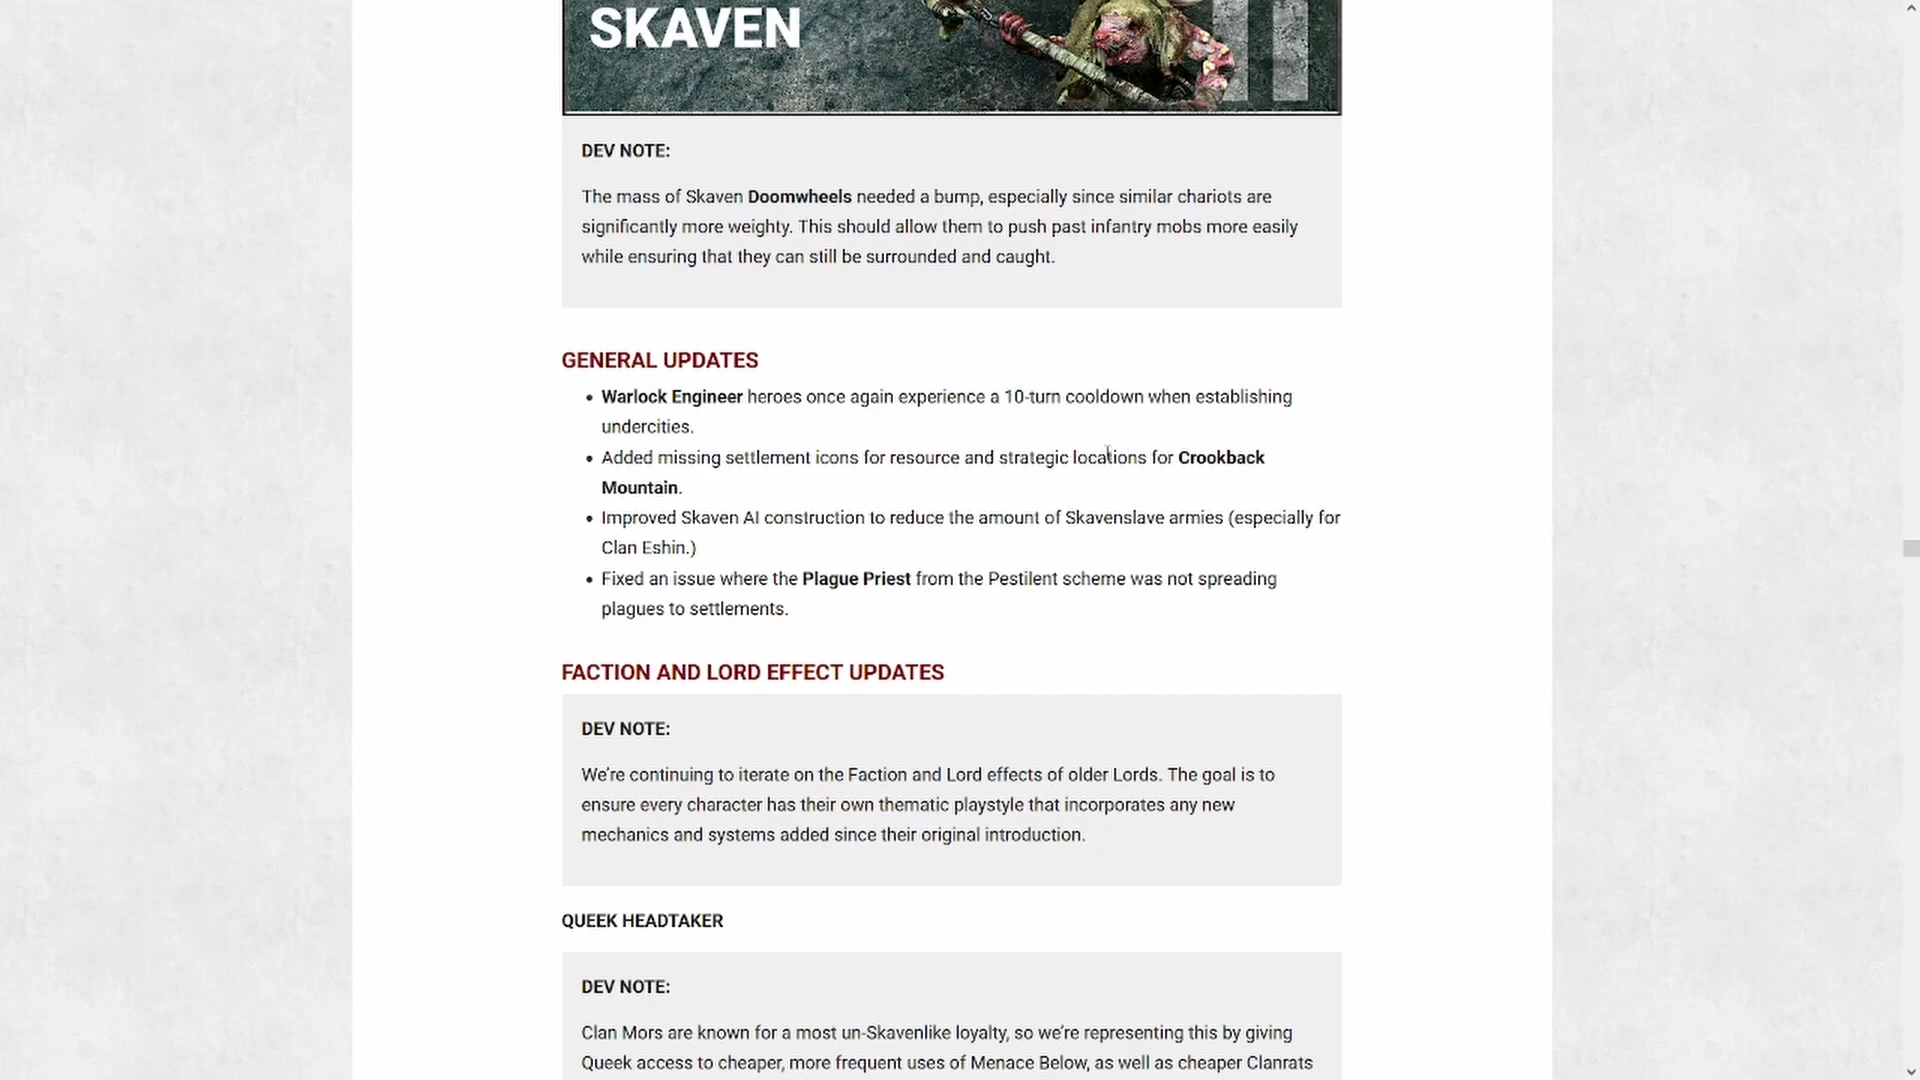 SKAVEN
DEV NOTE:
The mass of Skaven Doomwheels needed a bump, especially since similar chariots are
significantly more weighty. This should allow them to push past infantry mobs more easily
while ensuring that they can still be surrounded and caught.
GENERAL UPDATES
• Warlock Engineer heroes once again experience a 10-turn cooldown when establishing
undercities.
• Added missing settlement icons for resource and strategic locations for Crookback
Mountain.
• Improved Skaven AI construction to reduce the amount of Skavenslave armies (especially for
Clan Eshin.)
• Fixed an issue where the Plague Priest from the Pestilent scheme was not spreading
plagues to settlements.
FACTION AND LORD EFFECT UPDATES
DEV NOTE:
We’re continuing to iterate on the Faction and Lord effects of older Lords. The goal is to
ensure every character has their own thematic playstyle that incorporates any new
mechanics and systems added since their original introduction.
QUEEK HEADTAKER
DEV NOTE:
Clan Mors are known for a most un-Skavenlike loyalty, so we’re representing this by giving
Queek access to cheaper, more frequent uses of Menace Below, as well as cheaper Clanrats